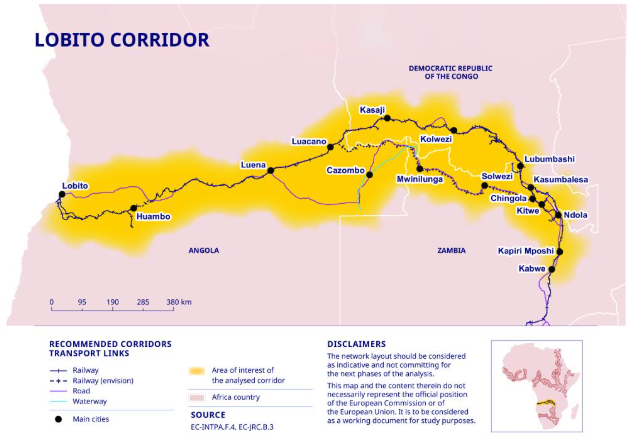 LOBITO CORRIDOR
DEMOCRATIC REPUBLIC
OF THE CONGO
Kasaji
Kolwezi
Luacano
Lubumbashi
Luena
Cazombo
Kasumbalesa
Mwinilunga
Solwezi
Lobito
Chingola
Kitwe
Huambo
Ndola
ANGOLA
ZAMBIA
Kapiri Mposhi
Kabwe
0 95 190 285 380 km
RECOMMENDED CORRIDORS
TRANSPORT LINKS
Railway
Railway (envision)
Road
Waterway
Main cities
Area of interest of
the analysed corridor
Africa country
SOURCE
EC-INTPA.F.4, EC-JRC.B.3
DISCLAIMERS
The network layout should be considered
as indicative and not committing for
the next phases of the analysis.
This map and the content therein do not
necessarily represent the official position
of the European Commission or of
the European Union. It is to be considered
as a working document for study purposes.